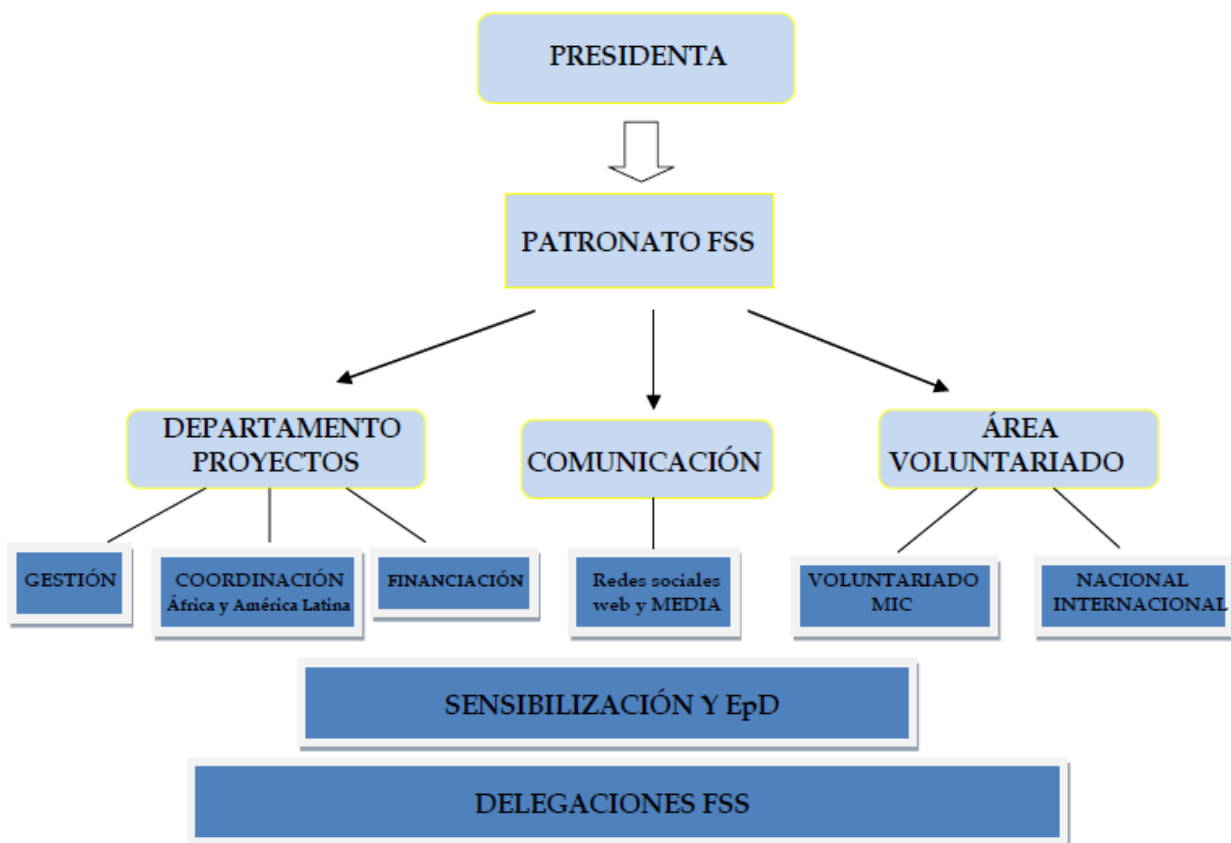 PRESIDENTA
PATRONATO FSS
DEPARTAMENTO
PROYECTOS
COMUNICACIÓN
ÁREA
VOLUNTARIADO
GESTIÓN
COORDINACIÓN
África y América Latina
FINANCIACIÓN
Redes sociales
web y MEDIA
VOLUNTARIADO
MIC
NACIONAL
INTERNACIONAL
SENSIBILIZACIÓN Y EpD
DELEGACIONES FSS